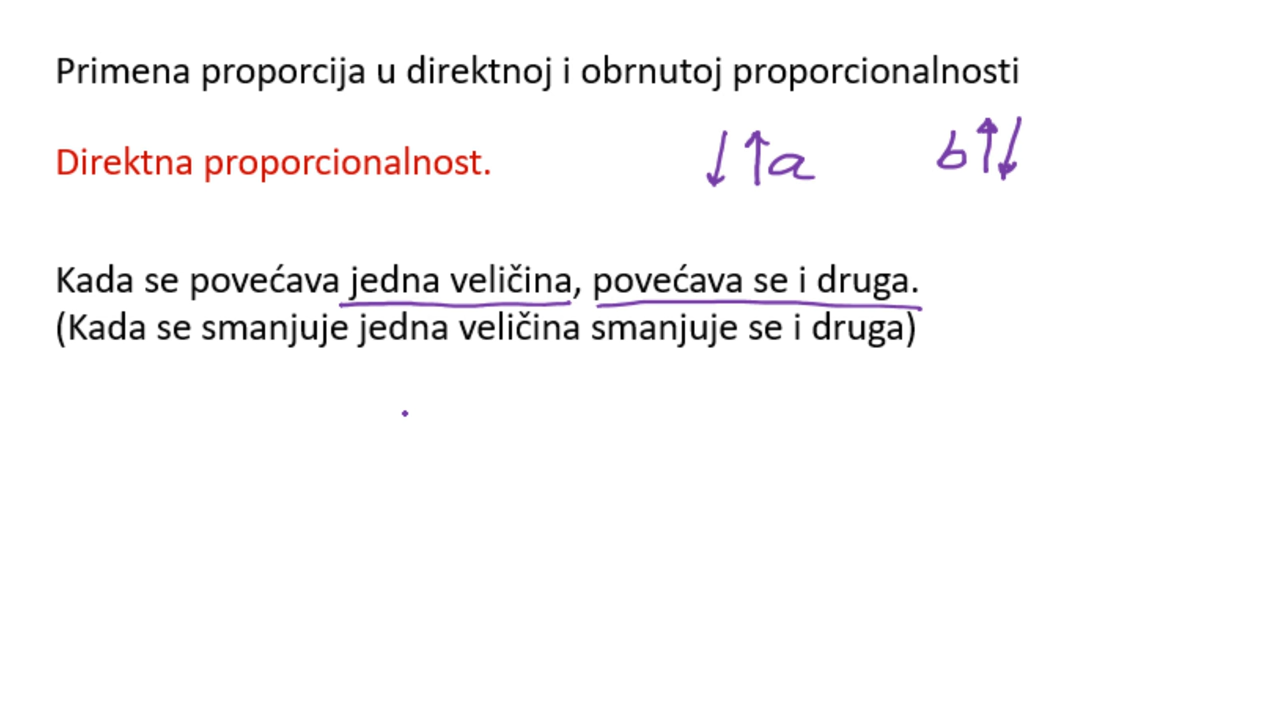 Primena proporcija u direktnoj i obrnutoj proporcionalnosti
Direktna proporcionalnost. ↓↑a b↑↓
Kada se povećava jedna veličina, povećava se i druga.
(Kada se smanjuje jedna veličina smanjuje se i druga)